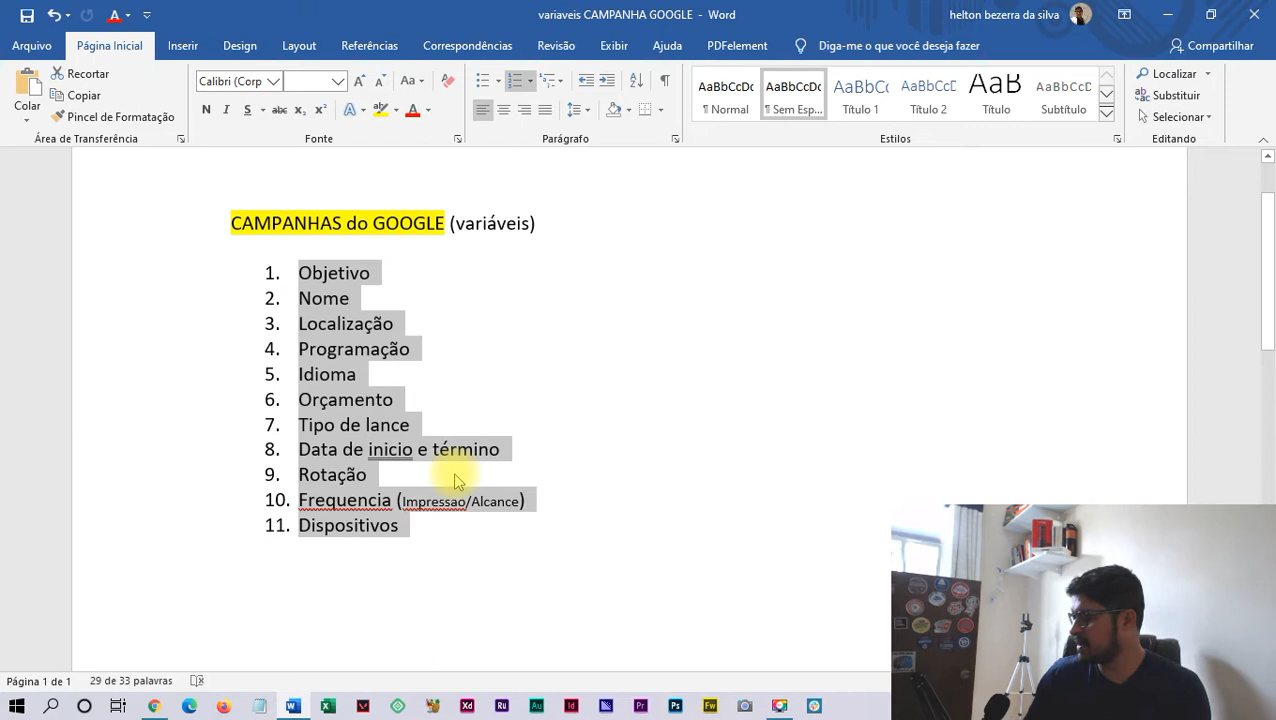 variaveis CAMPANHA GOOGLE - Word
helton bezerra da silva
Arquivo Página Inicial Inserir Design Layout Referências Correspondências Revisão Exibir Ajuda PDFelement Diga-me o que você deseja fazer Compartilhar
Colar
Recortar
Copiar
Pincel de Formatação
Área de Transferência
Calibri (Corp
Fonte
Parágrafo
AaBbCcDc AaBbCcDc AaBbCc AaBbCcD AaB AaBbCcD
¶ Normal ¶ Sem Esp... Título 1 Título 2 Título Subtítulo
Estilos
Localizar
Substituir
Selecionar
Editando
CAMPANHAS do GOOGLE (variáveis)
1. Objetivo
2. Nome
3. Localização
4. Programação
5. Idioma
6. Orçamento
7. Tipo de lance
8. Data de inicio e término
9. Rotação
10. Frequencia (Impressão/Alcance)
11. Dispositivos
Página 1 de 1 29 de 33 palavras